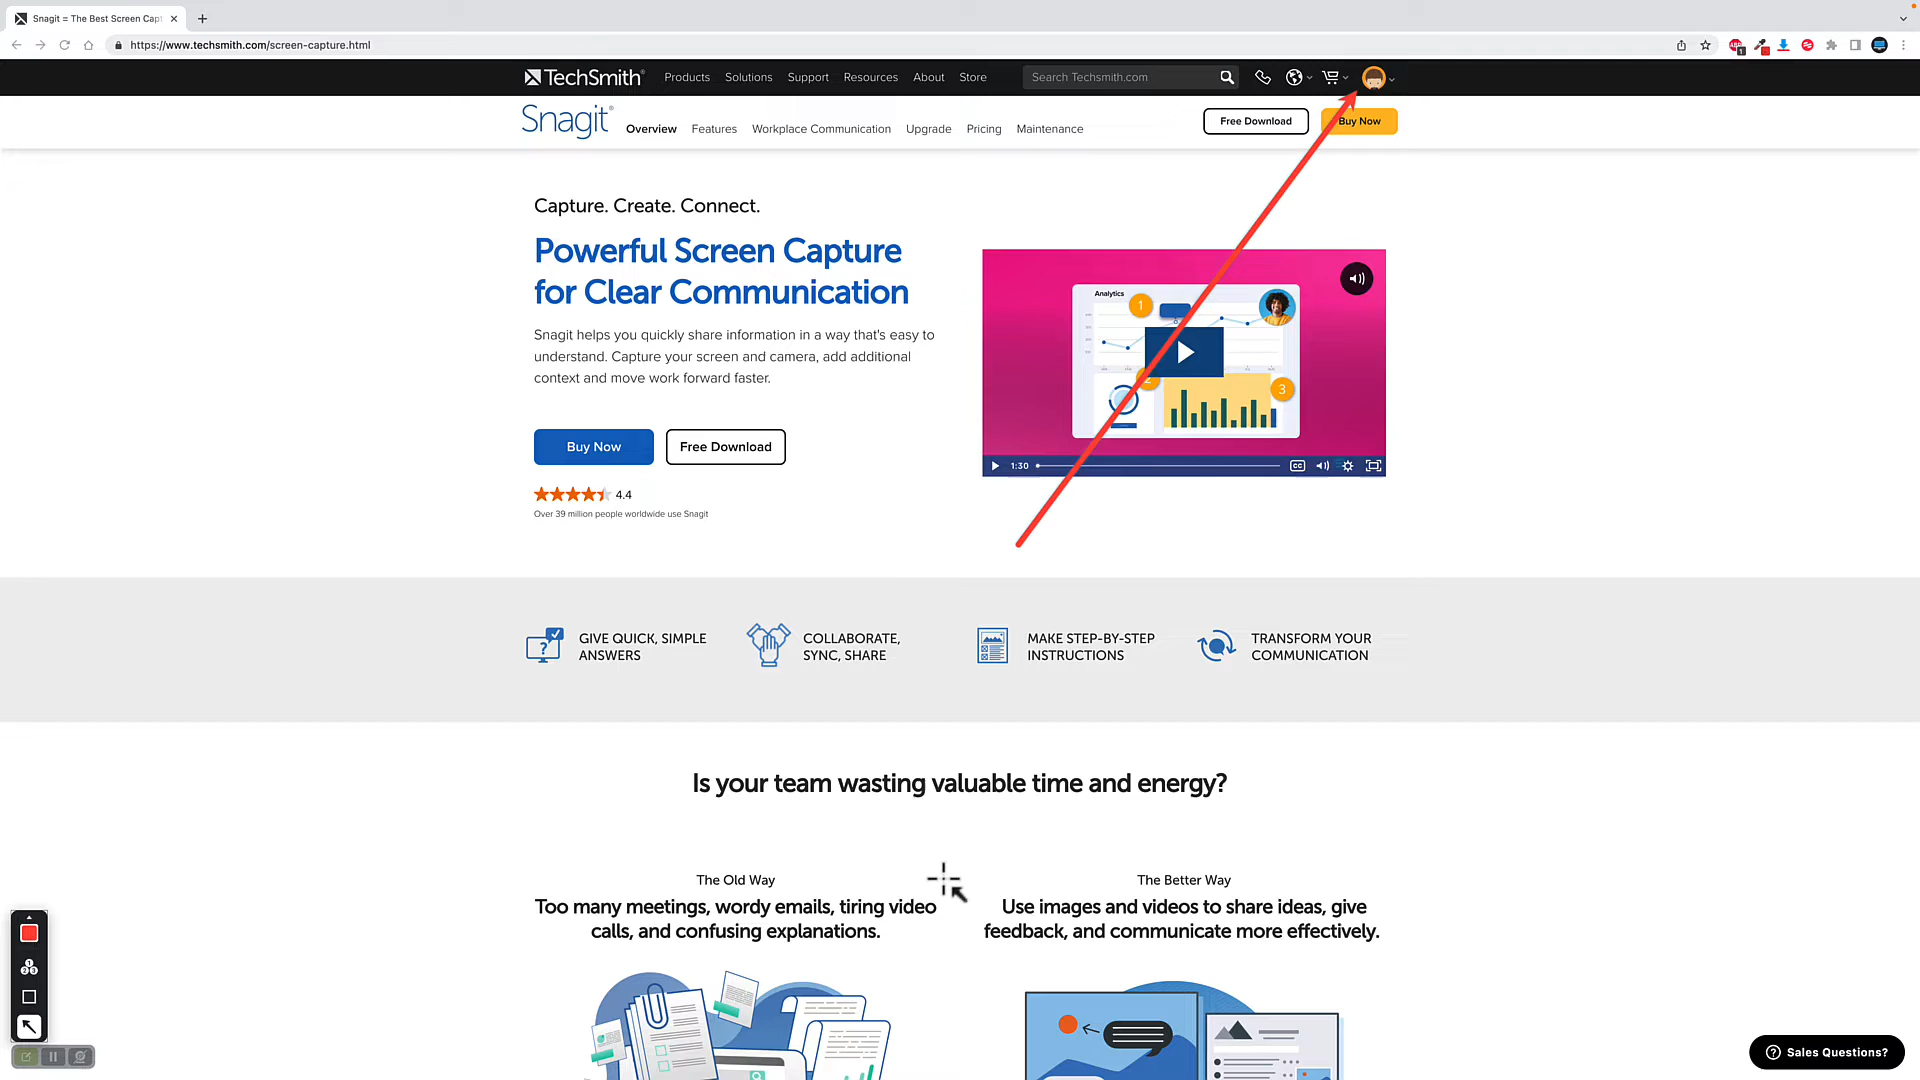 Snagit = The Best Screen Capt
https://www.techsmith.com/screen-capture.html
TechSmith
Products
Solutions
Support
Resources
About
Store
Search Techsmith.com
Snagit
Overview
Features
Workplace Communication
Upgrade
Pricing
Maintenance
Free Download
Buy Now
Capture. Create. Connect.
Powerful Screen Capture
for Clear Communication
Snagit helps you quickly share information in a way that's easy to
understand. Capture your screen and camera, add additional
context and move work forward faster.
Buy Now
Free Download
4.4
Over 39 million people worldwide use Snagit
Analytics
1
2
3
1:30
CC
GIVE QUICK, SIMPLE
ANSWERS
COLLABORATE,
SYNC, SHARE
MAKE STEP-BY-STEP
INSTRUCTIONS
TRANSFORM YOUR
COMMUNICATION
Is your team wasting valuable time and energy?
The Old Way
Too many meetings, wordy emails, tiring video
calls, and confusing explanations.
The Better Way
Use images and videos to share ideas, give
feedback, and communicate more effectively.
Sales Questions?